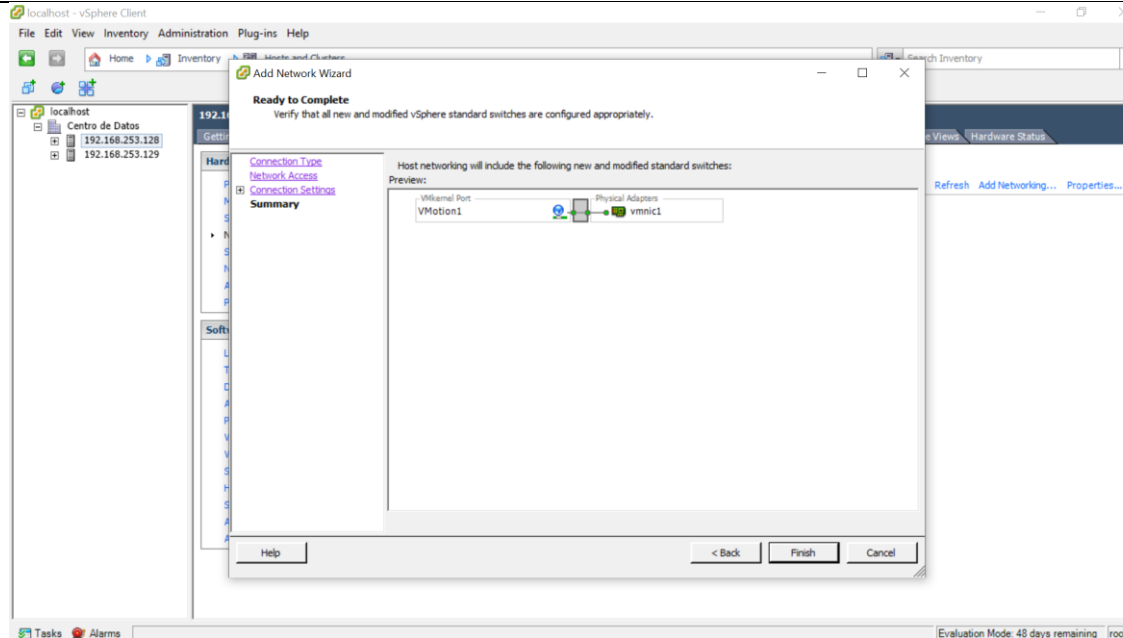 localhost - vSphere Client
File Edit View Inventory Administration Plug-ins Help
Home Inventory Hosts and Clusters Search Inventory
localhost
Centro de Datos
192.168.253.128
192.168.253.129
Add Network Wizard
Ready to Complete
Verify that all new and modified vSphere standard switches are configured appropriately.
Views Hardware Status
Refresh Add Networking... Properties...
Connection Type
Network Access
Connection Settings
Summary
Host networking will include the following new and modified standard switches:
Preview:
VMkernel Port Physical Adapters
VMotion1 vmnic1
Help < Back Finish Cancel
Tasks Alarms Evaluation Mode: 48 days remaining